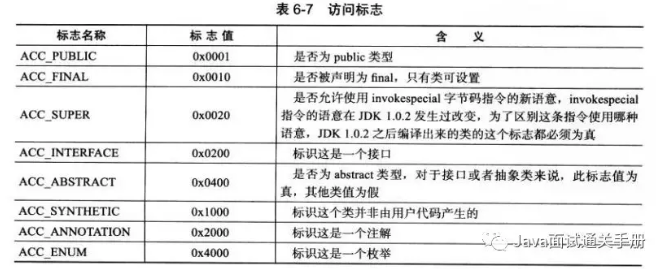 表 6-7 访问标志
标志名称 标 志 值 含 义
ACC_PUBLIC 0x0001 是否为 public 类型
ACC_FINAL 0x0010 是否被声明为 final，只有类可设置
是否允许使用 invokespecial 字节码指令的新语意，invokespecial
ACC_SUPER 0x0020 指令的语意在 JDK 1.0.2 发生过改变，为了区别这条指令使用哪种
语意，JDK 1.0.2 之后编译出来的类的这个标志都必须为真
ACC_INTERFACE 0x0200 标识这是一个接口
ACC_ABSTRACT 0x0400 是否为 abstract 类型，对于接口或者抽象类来说，此标志值为
真，其他类值为假
ACC_SYNTHETIC 0x1000 标识这个类并非由用户代码产生的
ACC_ANNOTATION 0x2000 标识这是一个注解
ACC_ENUM 0x4000 标识这是一个枚举
Java面试通关手册